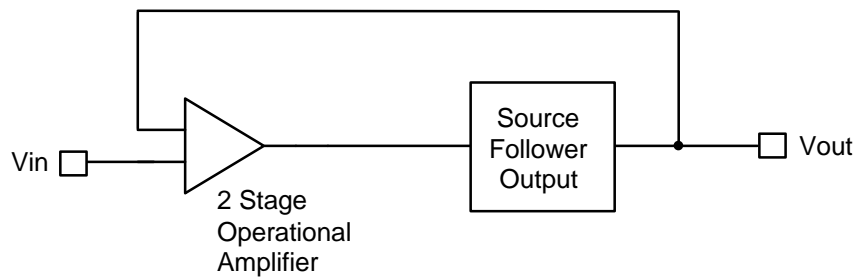 Source
Follower
Output
Vin
Vout
2 Stage
Operational
Amplifier